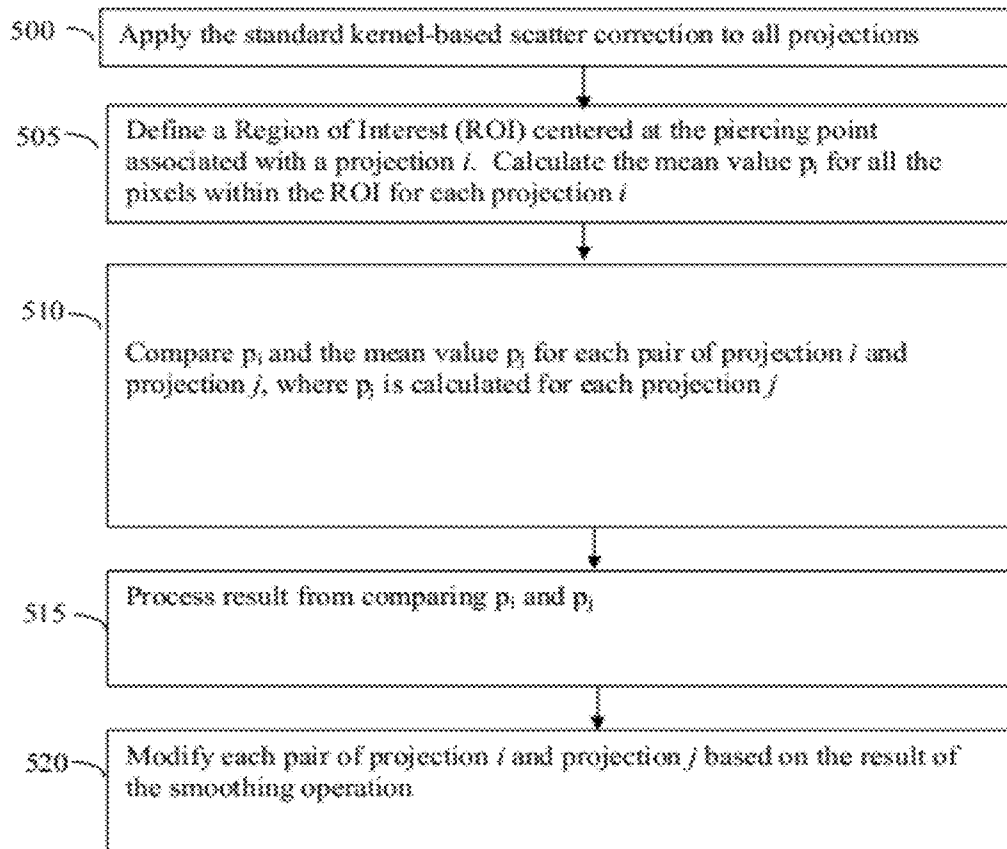 500
Apply the standard kernel-based scatter correction to all projections
505
Define a Region of Interest (ROI) centered at the piercing point
associated with a projection i. Calculate the mean value pi for all the
pixels within the ROI for each projection i
510
Compare pi and the mean value pj for each pair of projection i and
projection j, where pj is calculated for each projection j
515
Process result from comparing pi and pj
520
Modify each pair of projection i and projection j based on the result of
the smoothing operation